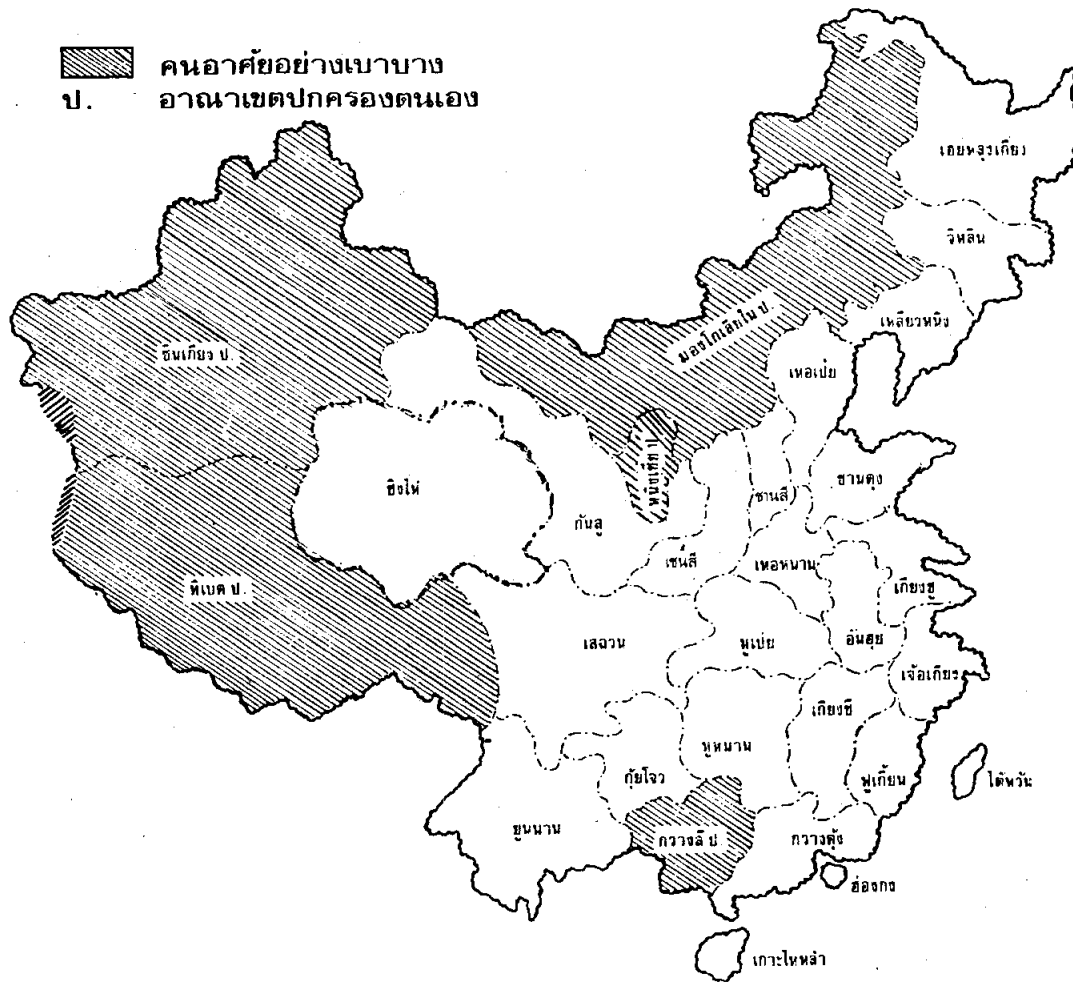 คนอาศัยอย่างเบาบาง
ป. อาณาเขตปกครองตนเอง
เฮยหลุงเกียง
วิหลิน
เหลียวหนิง
มองโกเลียใน ป.
เหอเป่ย
ซินเกียง ป.
ชิงไห่
หนิงเซีย ป.
กันสู
ชานสี
ชานตุง
เซนสี
เหอหนาน
เกียงสู
ทิเบต ป.
เสฉวน
หูเป่ย
อันฮุย
เจ้อเกียง
เกียงซี
หูหนาน
กุ้ยโจว
ฟูเกี้ยน
ไต้หวัน
ยูนนาน
กวางสี ป.
กวางตุ้ง
ฮ่องกง
เกาะไหหลำ